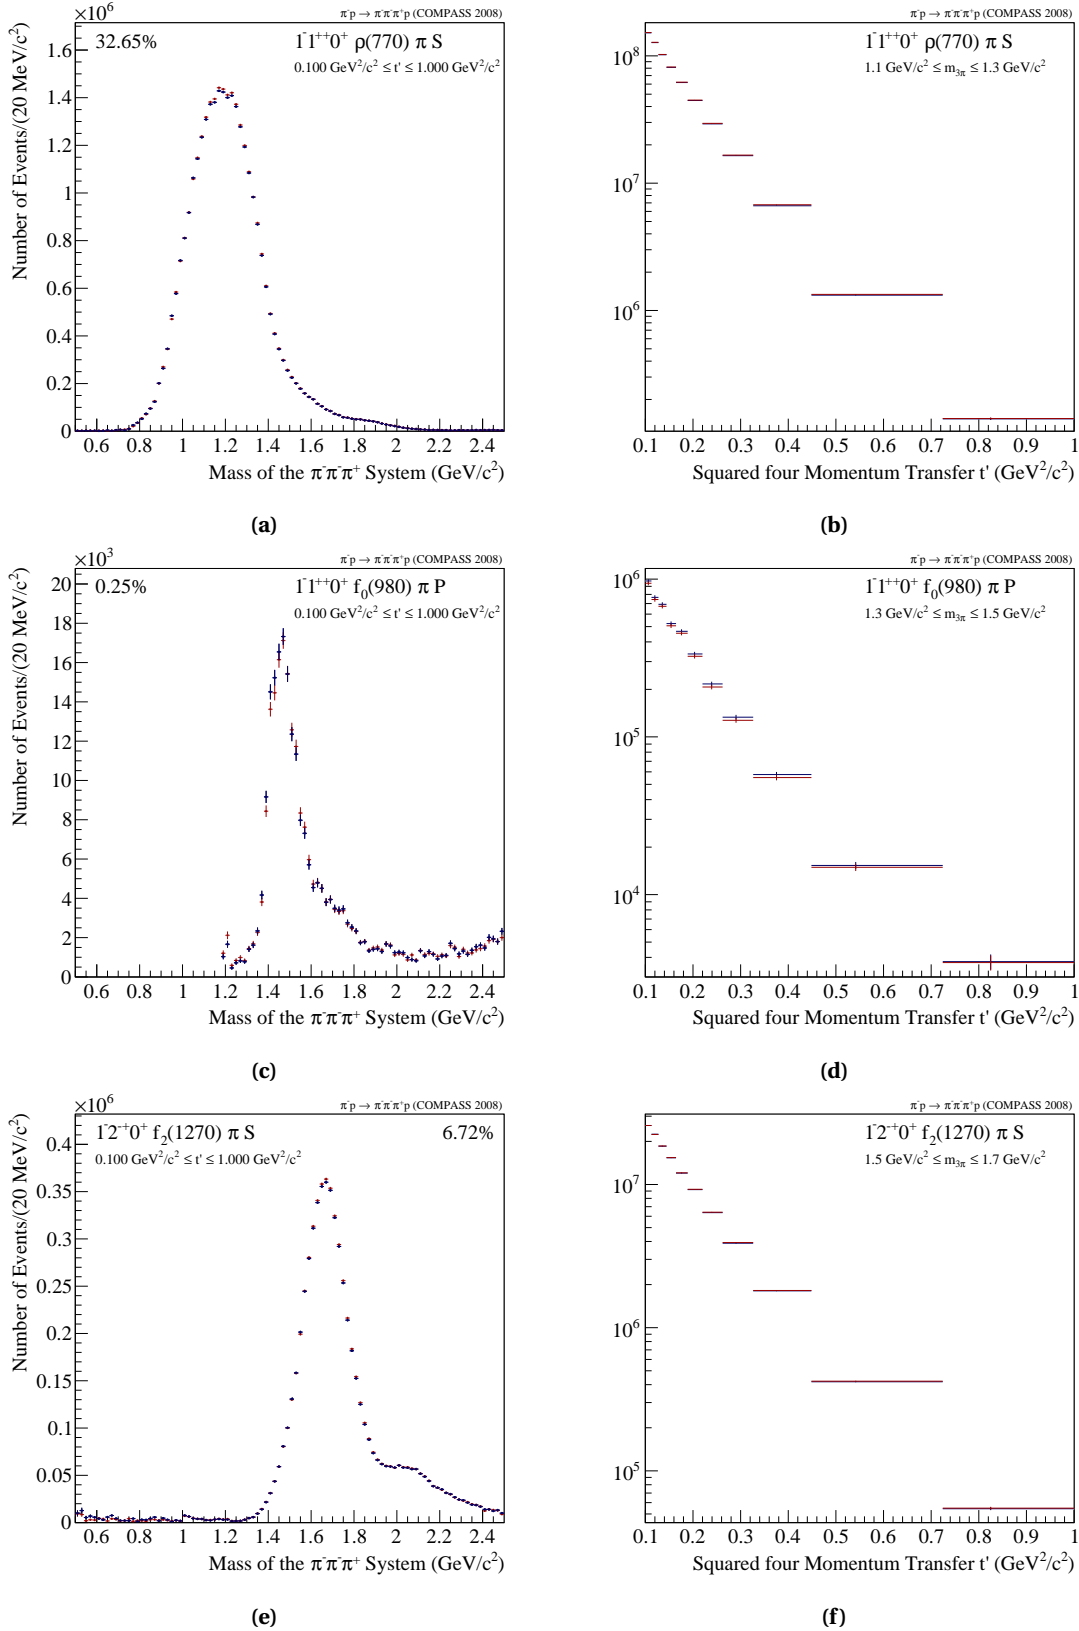 ×10⁶
π⁻p → π⁻π⁻π⁺p (COMPASS 2008)
32.65%
1⁻1⁺⁺0⁺ ρ(770) π S
0.100 GeV²/c² ≤ t' ≤ 1.000 GeV²/c²
Number of Events/(20 MeV/c²)
1.6
1.4
1.2
1
0.8
0.6
0.4
0.2
0
0.6 0.8 1 1.2 1.4 1.6 1.8 2 2.2 2.4
Mass of the π⁻π⁻π⁺ System (GeV/c²)
(a)
π⁻p → π⁻π⁻π⁺p (COMPASS 2008)
1⁻1⁺⁺0⁺ ρ(770) π S
1.1 GeV/c² ≤ m₃π ≤ 1.3 GeV/c²
10⁸
10⁷
10⁶
0.1 0.2 0.3 0.4 0.5 0.6 0.7 0.8 0.9 1
Squared four Momentum Transfer t' (GeV²/c²)
(b)
×10³
π⁻p → π⁻π⁻π⁺p (COMPASS 2008)
0.25%
1⁻1⁺⁺0⁺ f₀(980) π P
0.100 GeV²/c² ≤ t' ≤ 1.000 GeV²/c²
Number of Events/(20 MeV/c²)
20
18
16
14
12
10
8
6
4
2
0
0.6 0.8 1 1.2 1.4 1.6 1.8 2 2.2 2.4
Mass of the π⁻π⁻π⁺ System (GeV/c²)
(c)
π⁻p → π⁻π⁻π⁺p (COMPASS 2008)
1⁻1⁺⁺0⁺ f₀(980) π P
1.3 GeV/c² ≤ m₃π ≤ 1.5 GeV/c²
10⁶
10⁵
10⁴
0.1 0.2 0.3 0.4 0.5 0.6 0.7 0.8 0.9 1
Squared four Momentum Transfer t' (GeV²/c²)
(d)
×10⁶
π⁻p → π⁻π⁻π⁺p (COMPASS 2008)
1⁻2⁻⁺0⁺ f₂(1270) π S
6.72%
0.100 GeV²/c² ≤ t' ≤ 1.000 GeV²/c²
Number of Events/(20 MeV/c²)
0.4
0.35
0.3
0.25
0.2
0.15
0.1
0.05
0
0.6 0.8 1 1.2 1.4 1.6 1.8 2 2.2 2.4
Mass of the π⁻π⁻π⁺ System (GeV/c²)
(e)
π⁻p → π⁻π⁻π⁺p (COMPASS 2008)
1⁻2⁻⁺0⁺ f₂(1270) π S
1.5 GeV/c² ≤ m₃π ≤ 1.7 GeV/c²
10⁷
10⁶
10⁵
0.1 0.2 0.3 0.4 0.5 0.6 0.7 0.8 0.9 1
Squared four Momentum Transfer t' (GeV²/c²)
(f)